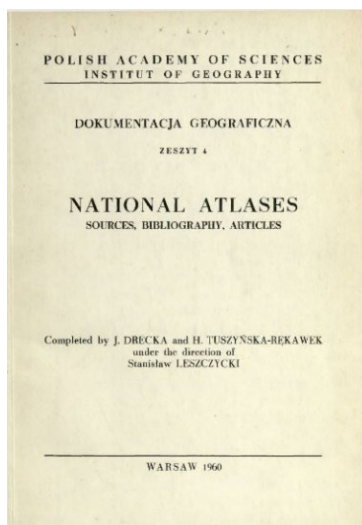 POLISH ACADEMY OF SCIENCES
INSTITUT OF GEOGRAPHY
DOKUMENTACJA GEOGRAFICZNA
ZESZYT 4
NATIONAL ATLASES
SOURCES, BIBLIOGRAPHY, ARTICLES
Completed by J. DRECKA and H. TUSZYŃSKA-RĘKAWEK
under the direction of
Stanisław LESZCZYCKI
WARSAW 1960